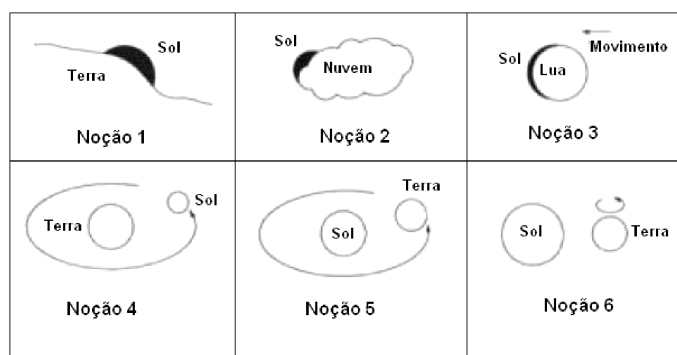 Sol
Terra
Noção 1
Sol
Nuvem
Noção 2
Movimento
Sol
Lua
Noção 3
Sol
Terra
Noção 4
Terra
Sol
Noção 5
Sol
Terra
Noção 6